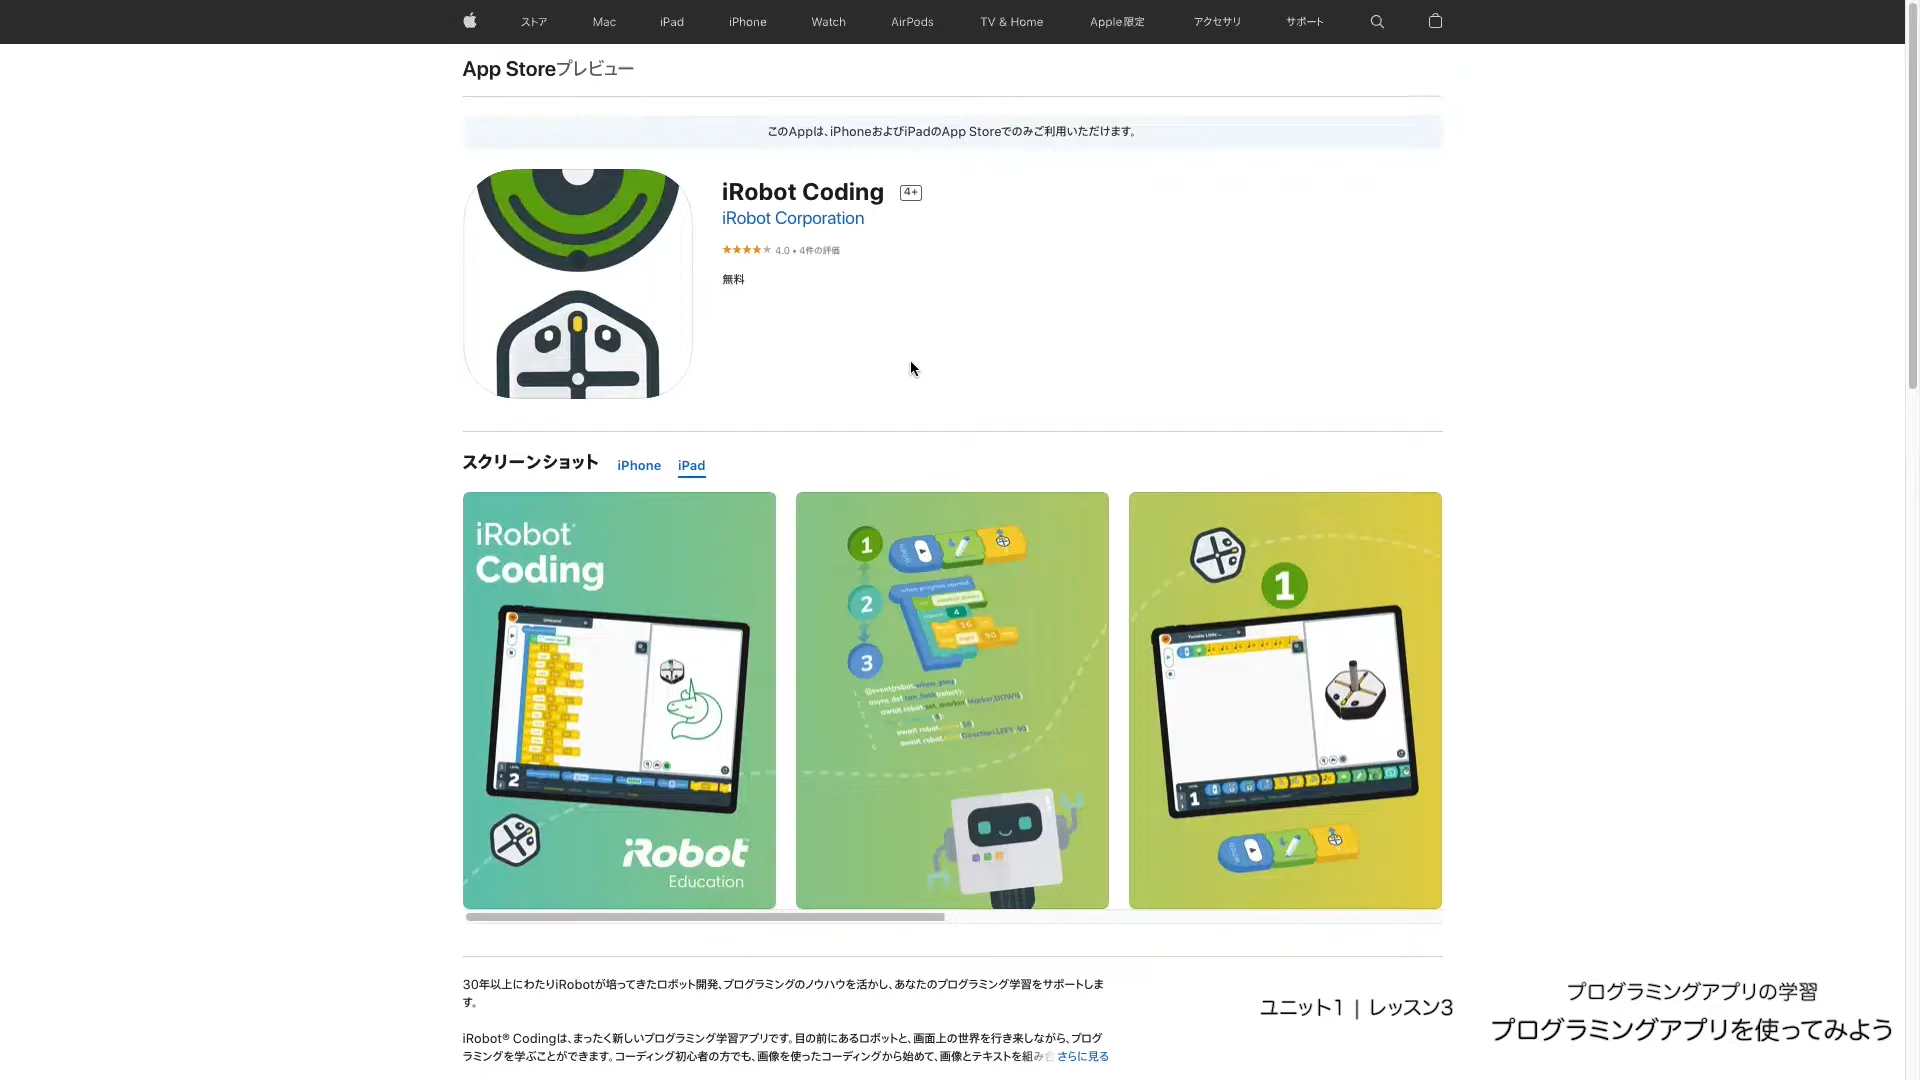 ストア Mac iPad iPhone Watch AirPods TV & Home Apple限定 アクセサリ サポート
App Storeプレビュー
このAppは、iPhoneおよびiPadのApp Storeでのみご利用いただけます。
iRobot Coding 4+
iRobot Corporation
4.0 • 4件の評価
無料
スクリーンショット iPhone iPad
iRobot
Coding
2
iRobot
Education
1
2
3
when program started
4
16
90
1
1
30年以上にわたりiRobotが培ってきたロボット開発、プログラミングのノウハウを活かし、あなたのプログラミング学習をサポートしま
す。
iRobot® Codingは、まったく新しいプログラミング学習アプリです。目の前にあるロボットと、画面上の世界を行き来しながら、プログ
ラミングを学ぶことができます。コーディング初心者の方でも、画像を使ったコーディングから始めて、画像とテキストを組み合 さらに見る
ユニット1 | レッスン3
プログラミングアプリの学習
プログラミングアプリを使ってみよう